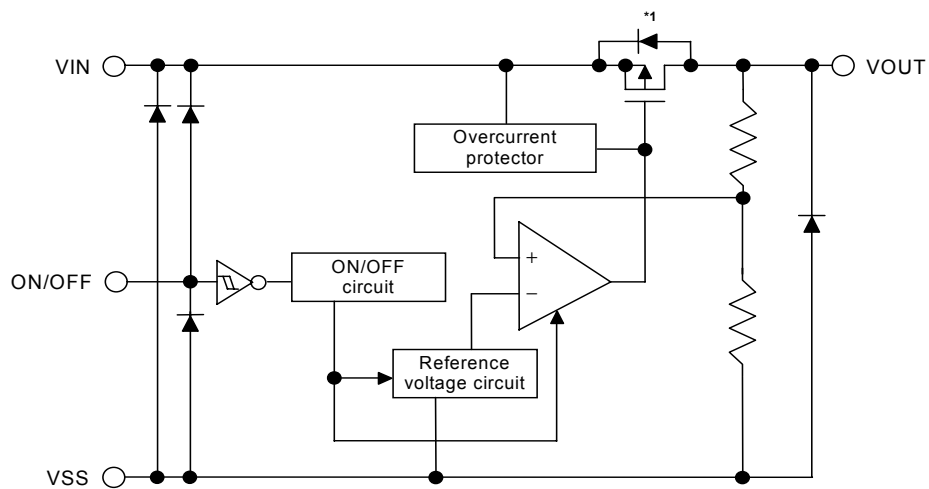 *1
VIN
VOUT
Overcurrent
protector
+
−
ON/OFF
ON/OFF
circuit
Reference
voltage circuit
VSS